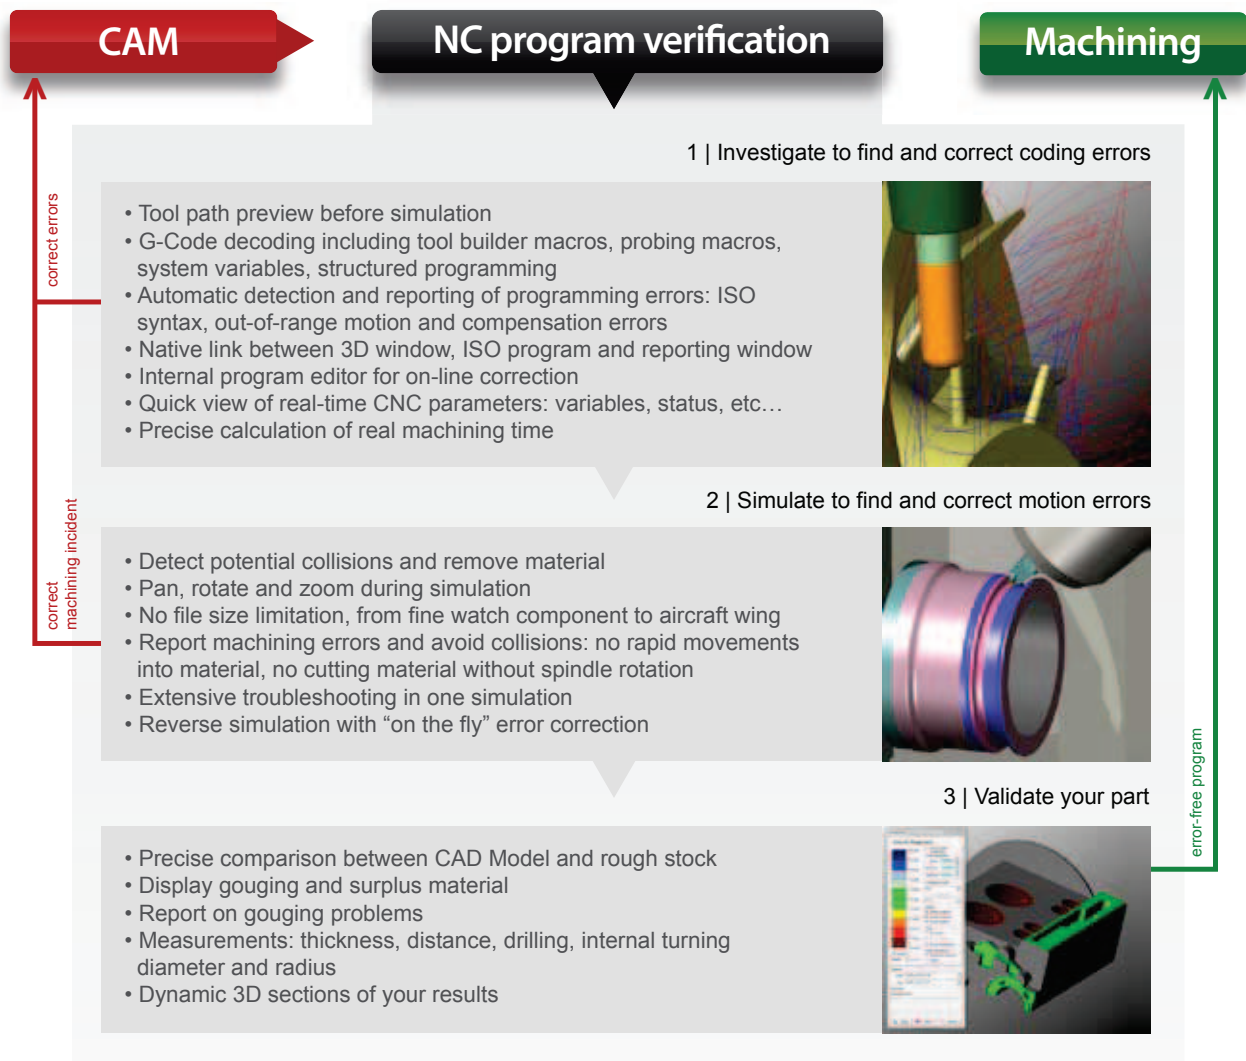 CAM
NC program verification
Machining
1 | Investigate to find and correct coding errors
correct errors
• Tool path preview before simulation
• G-Code decoding including tool builder macros, probing macros,
system variables, structured programming
• Automatic detection and reporting of programming errors: ISO
syntax, out-of-range motion and compensation errors
• Native link between 3D window, ISO program and reporting window
• Internal program editor for on-line correction
• Quick view of real-time CNC parameters: variables, status, etc…
• Precise calculation of real machining time
2 | Simulate to find and correct motion errors
correct
machining incident
• Detect potential collisions and remove material
• Pan, rotate and zoom during simulation
• No file size limitation, from fine watch component to aircraft wing
• Report machining errors and avoid collisions: no rapid movements
into material, no cutting material without spindle rotation
• Extensive troubleshooting in one simulation
• Reverse simulation with “on the fly” error correction
3 | Validate your part
error-free program
• Precise comparison between CAD Model and rough stock
• Display gouging and surplus material
• Report on gouging problems
• Measurements: thickness, distance, drilling, internal turning
diameter and radius
• Dynamic 3D sections of your results